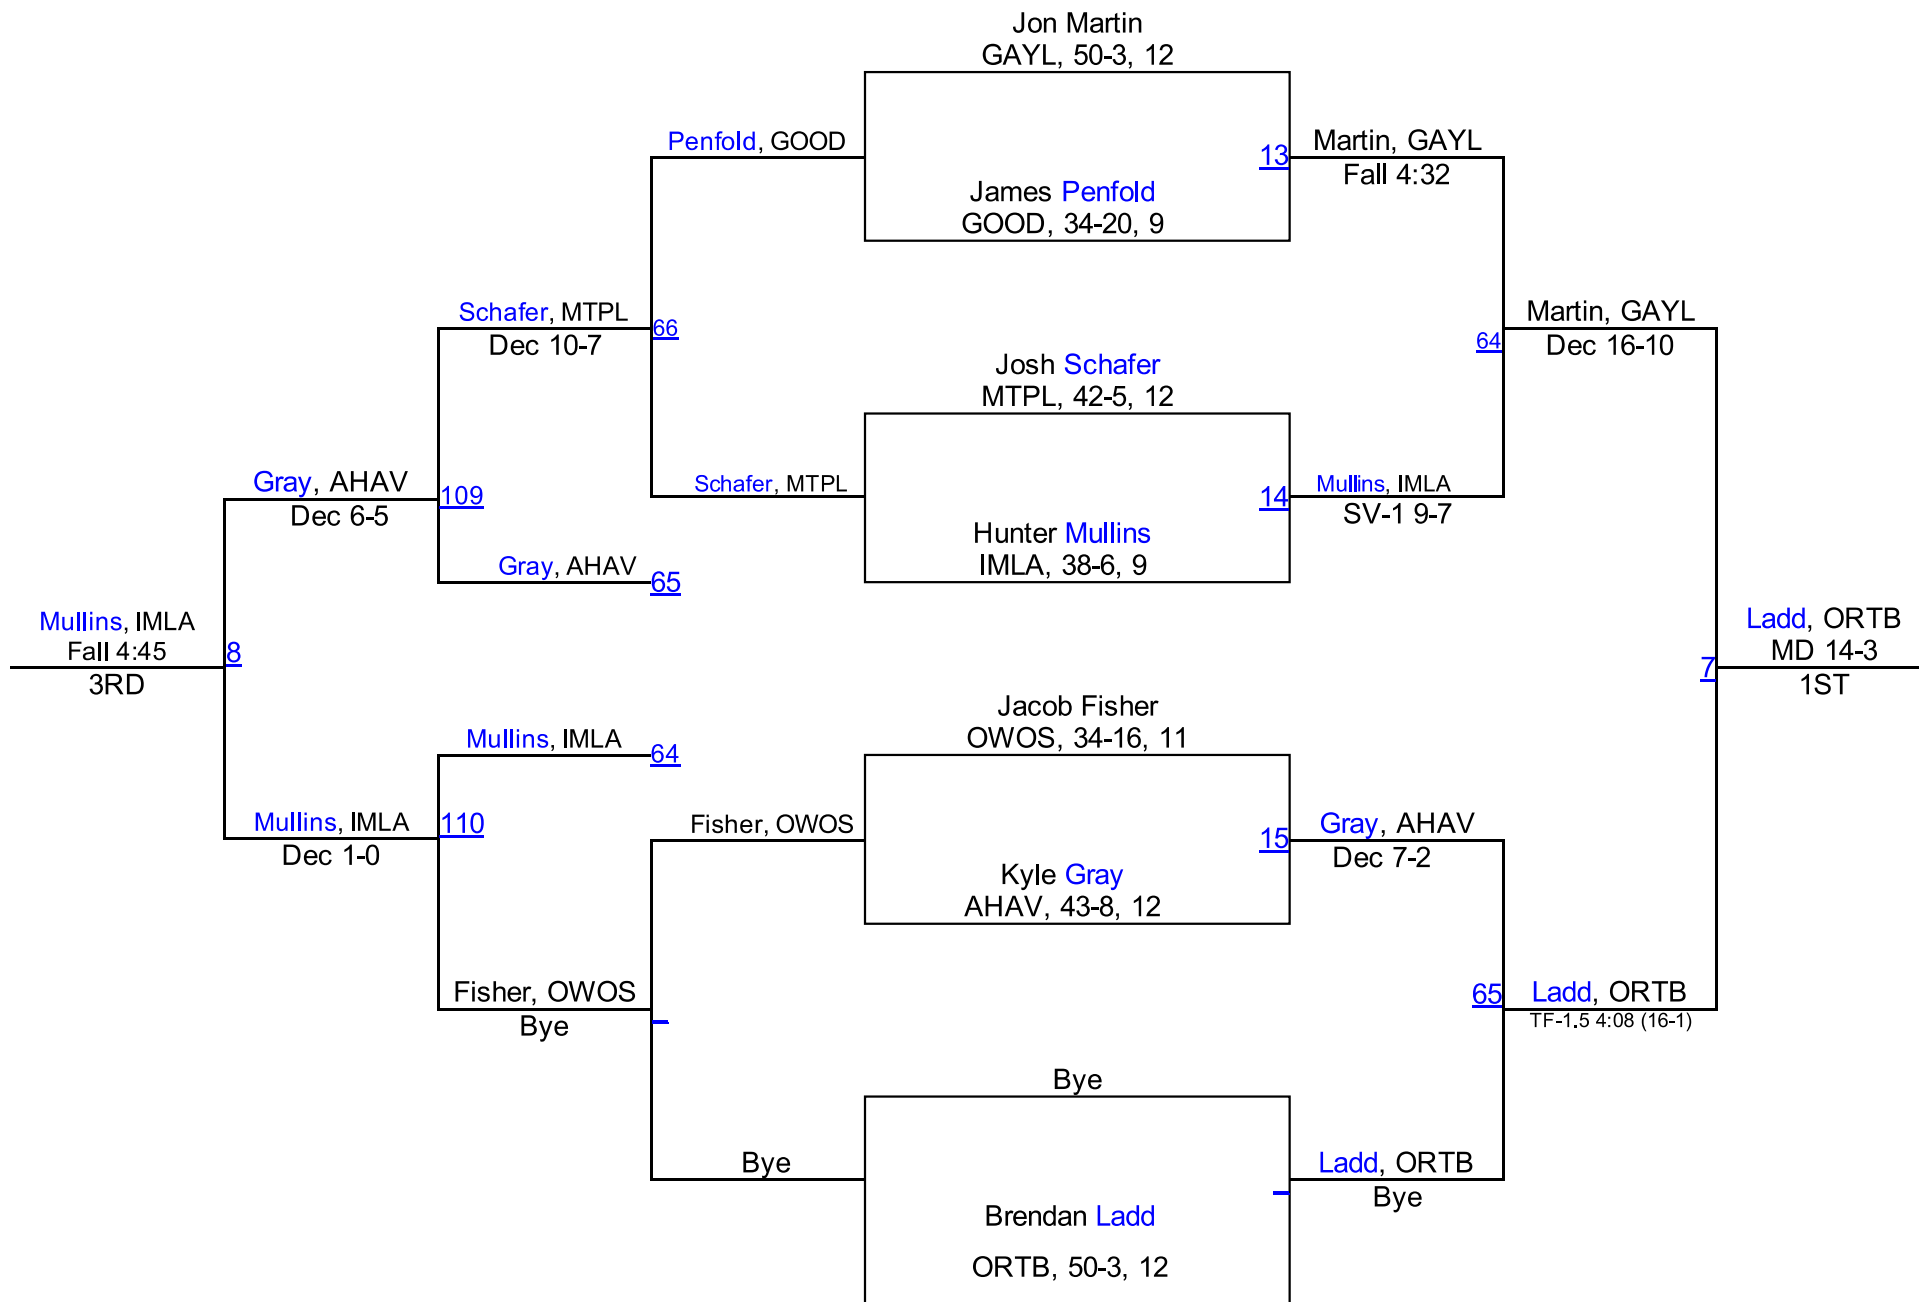 Jon Martin
GAYL, 50-3, 12
Penfold, GOOD
13
Martin, GAYL
Fall 4:32
James Penfold
GOOD, 34-20, 9
Schafer, MTPL
Dec 10-7
66
64
Martin, GAYL
Dec 16-10
Josh Schafer
MTPL, 42-5, 12
Gray, AHAV
Dec 6-5
109
Schafer, MTPL
14
Mullins, IMLA
SV-1 9-7
Hunter Mullins
IMLA, 38-6, 9
Gray, AHAV
65
Mullins, IMLA
Fall 4:45
3RD
8
7
Ladd, ORTB
MD 14-3
1ST
Jacob Fisher
OWOS, 34-16, 11
Mullins, IMLA
64
Mullins, IMLA
Dec 1-0
110
Fisher, OWOS
15
Gray, AHAV
Dec 7-2
Kyle Gray
AHAV, 43-8, 12
Fisher, OWOS
Bye
65
Ladd, ORTB
TF-1.5 4:08 (16-1)
Bye
Bye
Ladd, ORTB
Bye
Brendan Ladd
ORTB, 50-3, 12